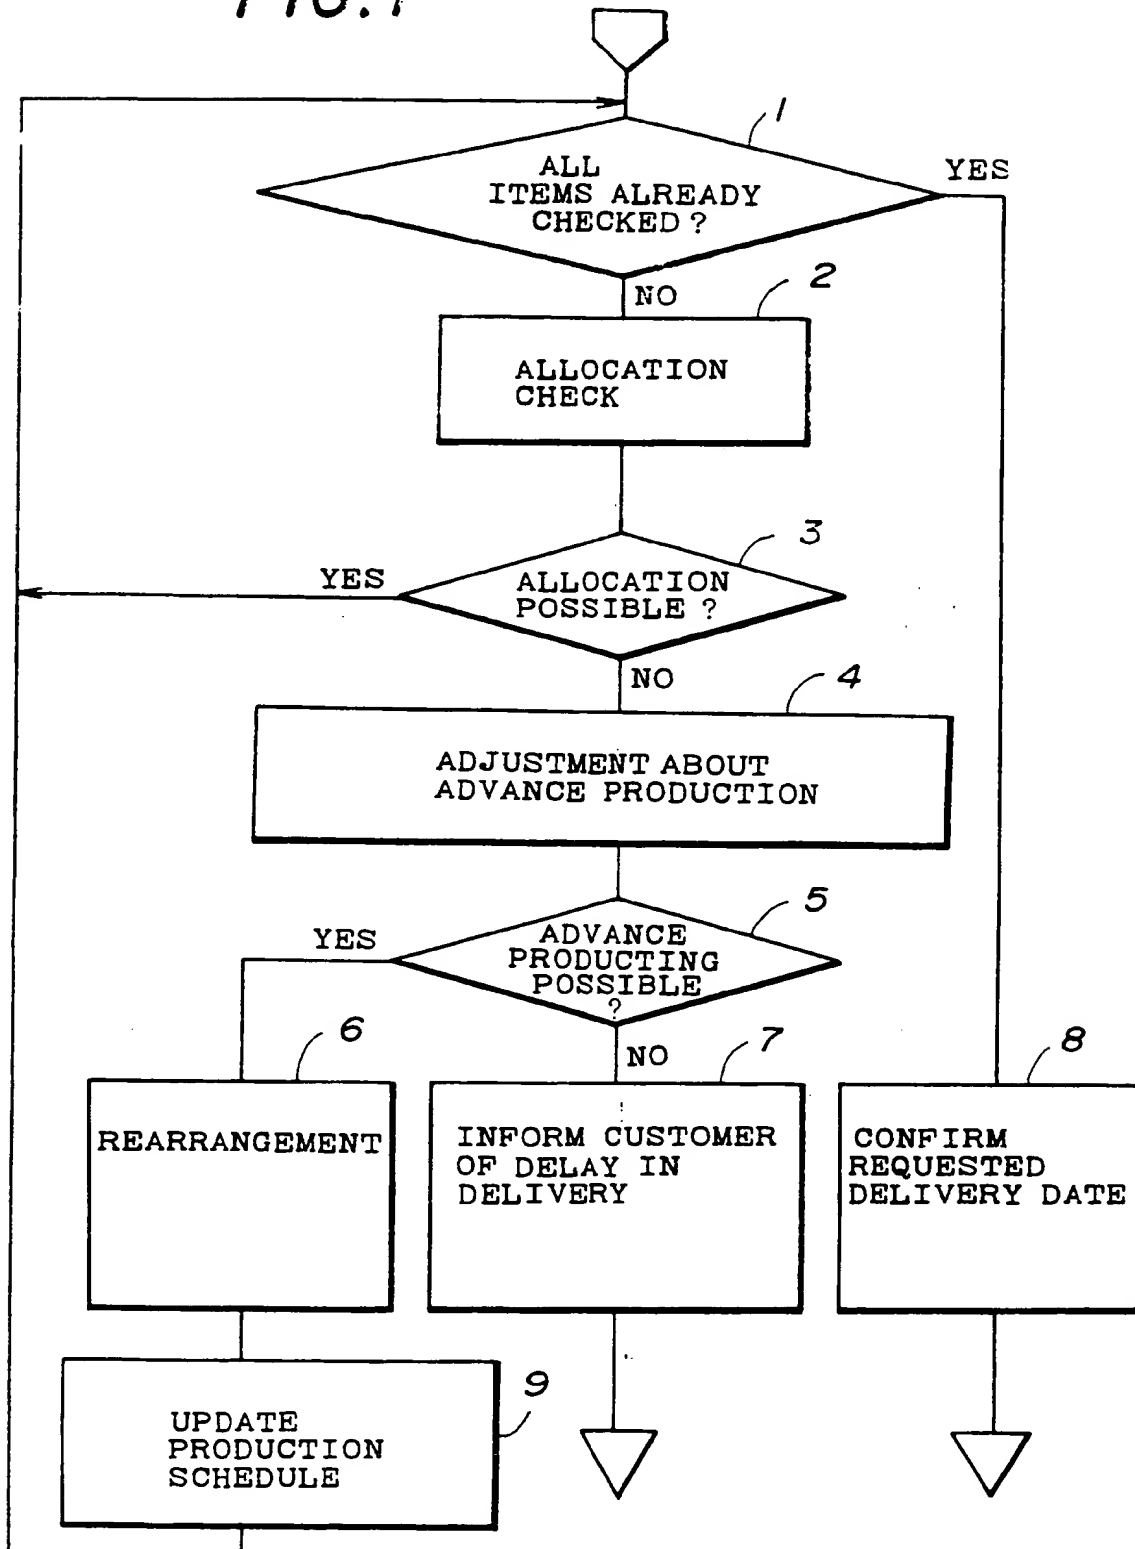 FIG. 1
1
ALL
ITEMS ALREADY
CHECKED ?
YES
NO
2
ALLOCATION
CHECK
3
YES
ALLOCATION
POSSIBLE ?
NO
4
ADJUSTMENT ABOUT
ADVANCE PRODUCTION
5
YES
ADVANCE
PRODUCTING
POSSIBLE
?
NO
6
REARRANGEMENT
7
INFORM CUSTOMER
OF DELAY IN
DELIVERY
8
CONFIRM
REQUESTED
DELIVERY DATE
9
UPDATE
PRODUCTION
SCHEDULE